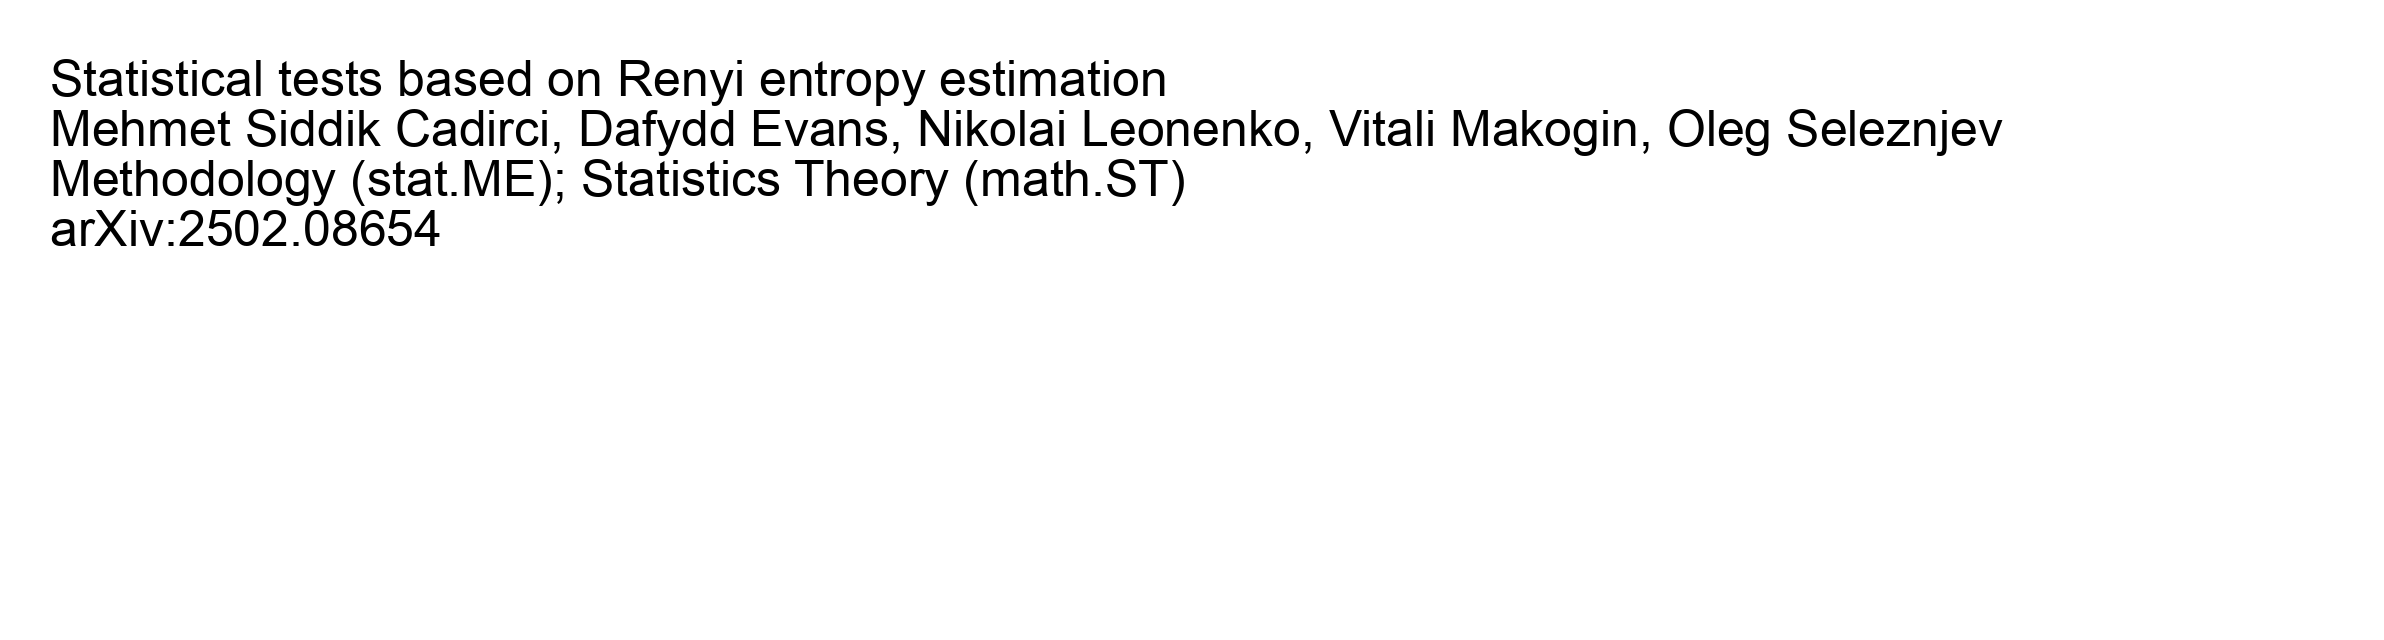 Statistical tests based on Renyi entropy estimation
Mehmet Siddik Cadirci, Dafydd Evans, Nikolai Leonenko, Vitali Makogin, Oleg Seleznjev
Methodology (stat.ME); Statistics Theory (math.ST)
arXiv:2502.08654